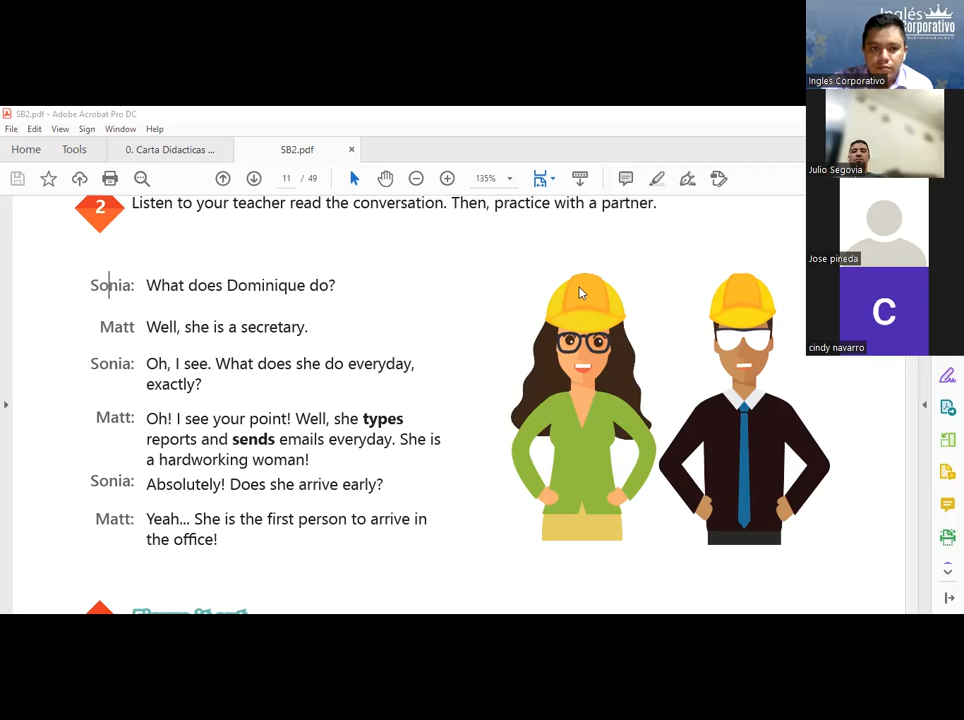 SB2.pdf - Adobe Acrobat Pro DC
File Edit View Sign Window Help
Home Tools 0. Carta Didacticas ... SB2.pdf ×
11 / 49 135%
2 Listen to your teacher read the conversation. Then, practice with a partner.
Sonia: What does Dominique do?
Matt Well, she is a secretary.
Sonia: Oh, I see. What does she do everyday,
exactly?
Matt: Oh! I see your point! Well, she types
reports and sends emails everyday. She is
a hardworking woman!
Sonia: Absolutely! Does she arrive early?
Matt: Yeah... She is the first person to arrive in
the office!
Inglés
Corporativo
Ingles Corporativo
Julio Segovia
Jose pineda
C
cindy navarro